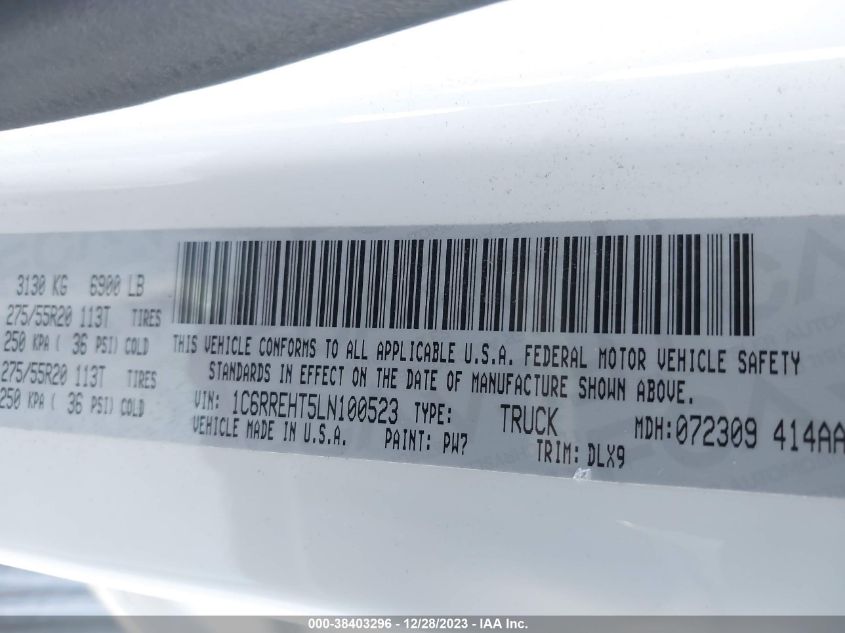 3130 KG 6900 LB
275/55R20 113T TIRES
250 KPA ( 36 PSI) COLD
275/55R20 113T TIRES
250 KPA ( 36 PSI) COLD
THIS VEHICLE CONFORMS TO ALL APPLICABLE U.S.A. FEDERAL MOTOR VEHICLE SAFETY
STANDARDS IN EFFECT ON THE DATE OF MANUFACTURE SHOWN ABOVE.
VIN: 1C6RREHT5LN100523 TYPE: TRUCK MDH:072309 414AA
VEHICLE MADE IN U.S.A. PAINT: PW7 TRIM: DLX9
000-38403296 - 12/28/2023 - IAA Inc.